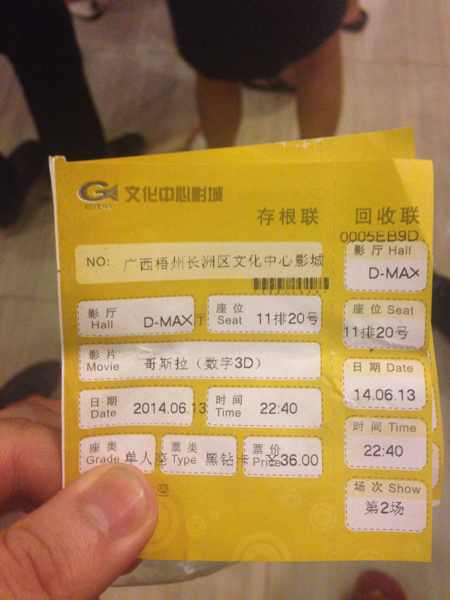 文化中心影城
存根联
回收联
0005EB9D
NO: 广西梧州长洲区文化中心影城
影厅 Hall D-MAX厅
座位 Seat 11排20号
影片 Movie 哥斯拉（数字3D）
日期 Date 2014.06.13
时间 Time 22:40
座类 Grade 单人座
票类 Type 黑钻卡
票价 Price ¥36.00
影厅 Hall
D-MAX
座位 Seat
11排20号
日期 Date
14.06.13
时间 Time
22:40
场次 Show
第2场